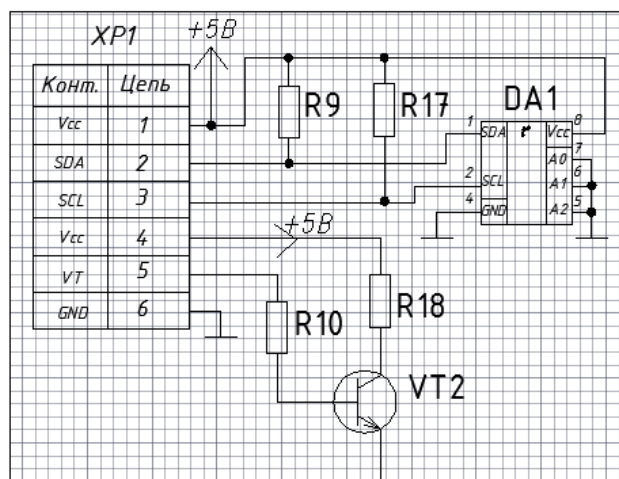 XP1
+5В
Конт. Цепь
Vcc 1
SDA 2
SCL 3
Vcc 4
VT 5
GND 6
R9
R17
DA1
1 SDA τ Vcc 8
A0 7
2 SCL A1 6
4 GND A2 5
+5В
R10
R18
VT2